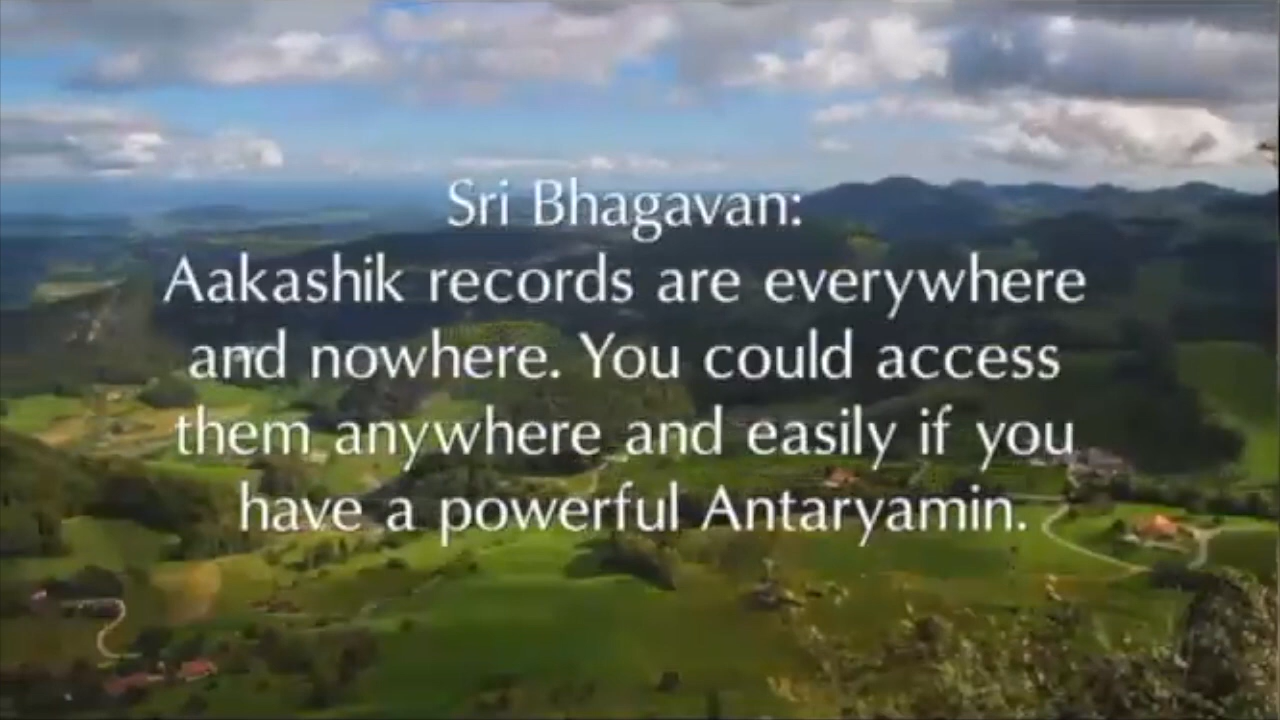 Sri Bhagavan:
Aakashik records are everywhere
and nowhere. You could access
them anywhere and easily if you
have a powerful Antaryamin.